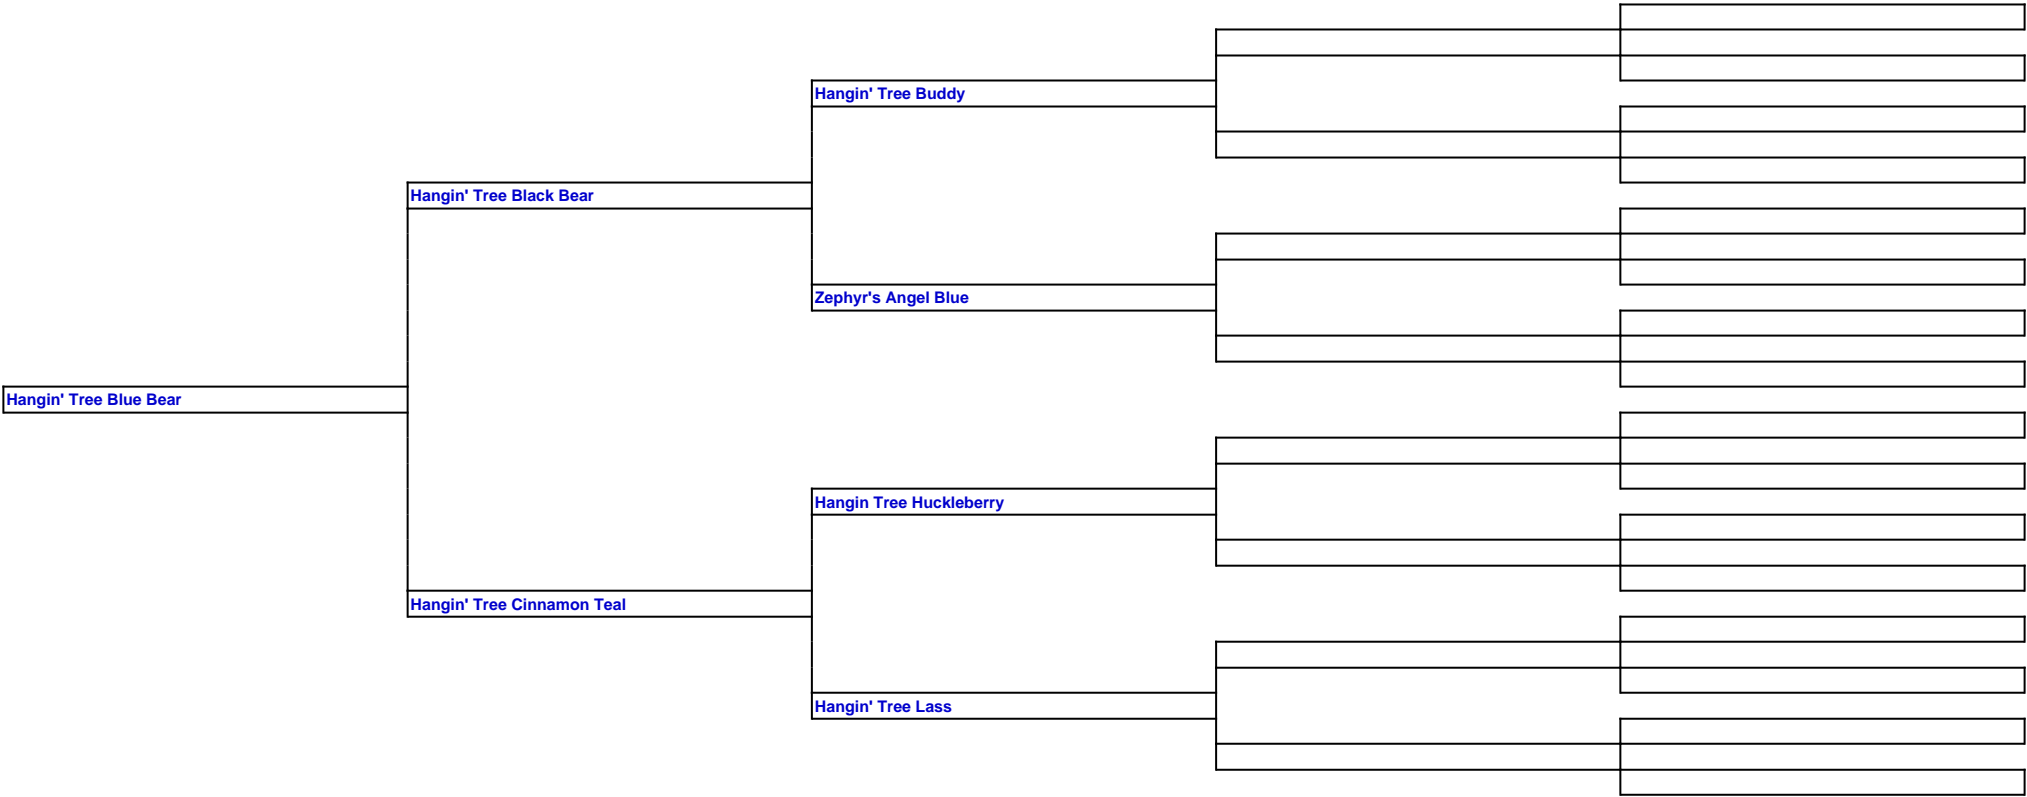 Hangin' Tree Buddy
Hangin' Tree Black Bear
Zephyr's Angel Blue
Hangin' Tree Blue Bear
Hangin Tree Huckleberry
Hangin' Tree Cinnamon Teal
Hangin' Tree Lass